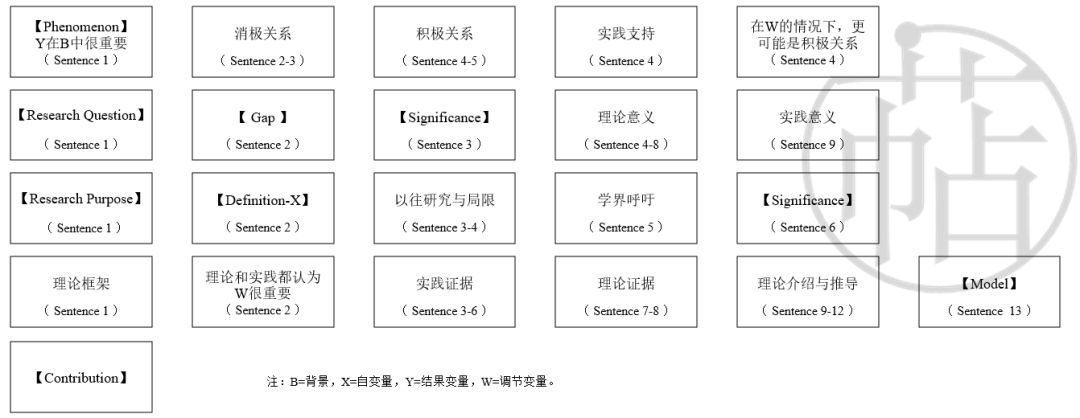 【Phenomenon】
Y在B中很重要
（ Sentence 1 ）
消极关系
（ Sentence 2-3 ）
积极关系
（ Sentence 4-5 ）
实践支持
（ Sentence 4 ）
在W的情况下，更
可能是积极关系
（ Sentence 4 ）
【Research Question】
（ Sentence 1 ）
【 Gap 】
（ Sentence 2 ）
【Significance】
（ Sentence 3 ）
理论意义
（ Sentence 4-8 ）
实践意义
（ Sentence 9 ）
【Research Purpose】
（ Sentence 1 ）
【Definition-X】
（ Sentence 2 ）
以往研究与局限
（ Sentence 3-4 ）
学界呼吁
（ Sentence 5 ）
【Significance】
（ Sentence 6 ）
理论框架
（ Sentence 1 ）
理论和实践都认为
W很重要
（ Sentence 2 ）
实践证据
（ Sentence 3-6 ）
理论证据
（ Sentence 7-8 ）
理论介绍与推导
（ Sentence 9-12 ）
【Model】
（ Sentence 13 ）
【Contribution】
注：B=背景，X=自变量，Y=结果变量，W=调节变量。
茩